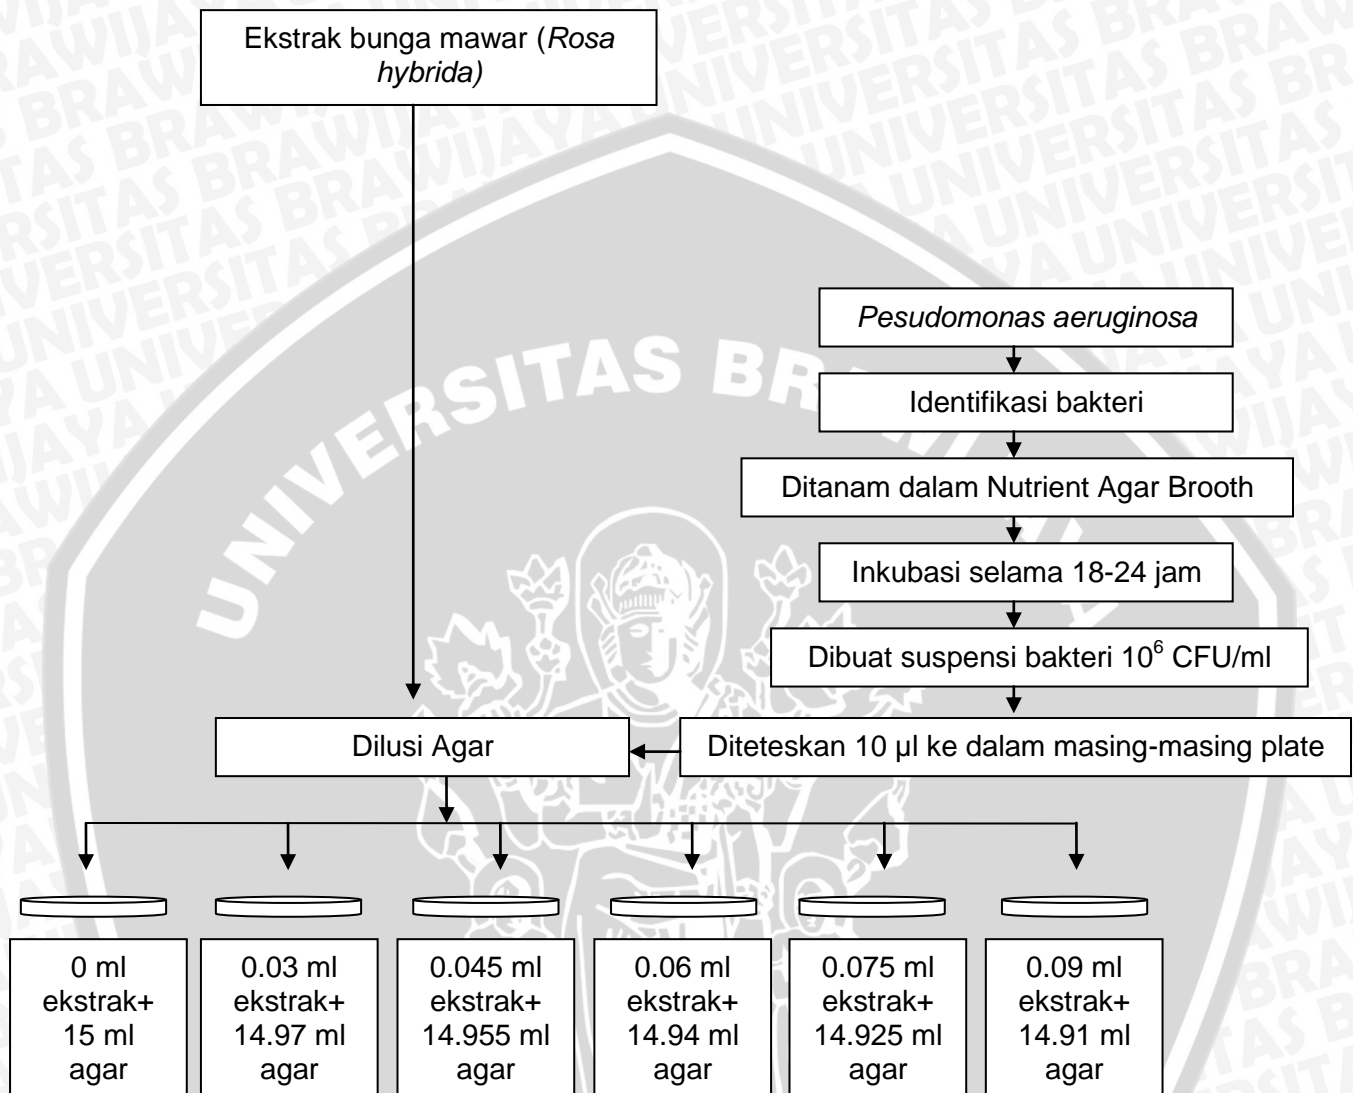 Ekstrak bunga mawar (Rosa
hybrida)
Pesudomonas aeruginosa
Identifikasi bakteri
Ditanam dalam Nutrient Agar Brooth
Inkubasi selama 18-24 jam
Dibuat suspensi bakteri 10⁶ CFU/ml
Dilusi Agar
Diteteskan 10 µl ke dalam masing-masing plate
0 ml
ekstrak+
15 ml
agar
0.03 ml
ekstrak+
14.97 ml
agar
0.045 ml
ekstrak+
14.955 ml
agar
0.06 ml
ekstrak+
14.94 ml
agar
0.075 ml
ekstrak+
14.925 ml
agar
0.09 ml
ekstrak+
14.91 ml
agar
UNIVERSITAS BRA